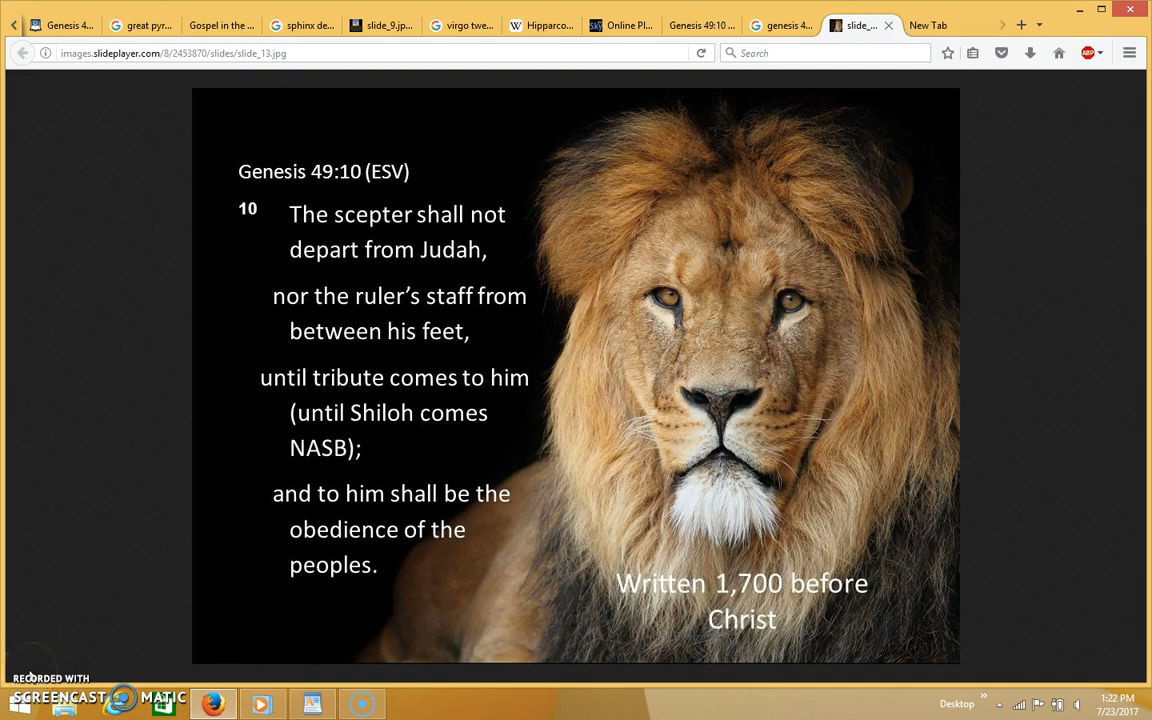 Genesis 4...
great pyr...
Gospel in the ...
sphinx de...
slide_9.jp...
virgo twe...
Hipparco...
Online Pl...
Genesis 49:10 ...
genesis 4...
slide_...
New Tab
images.slideplayer.com/8/2453870/slides/slide_13.jpg
Search
ABP
Genesis 49:10 (ESV)
10 The scepter shall not
depart from Judah,
nor the ruler’s staff from
between his feet,
until tribute comes to him
(until Shiloh comes
NASB);
and to him shall be the
obedience of the
peoples.
Written 1,700 before
Christ
RECORDED WITH
SCREENCAST MATIC
Desktop
1:22 PM
7/23/2017